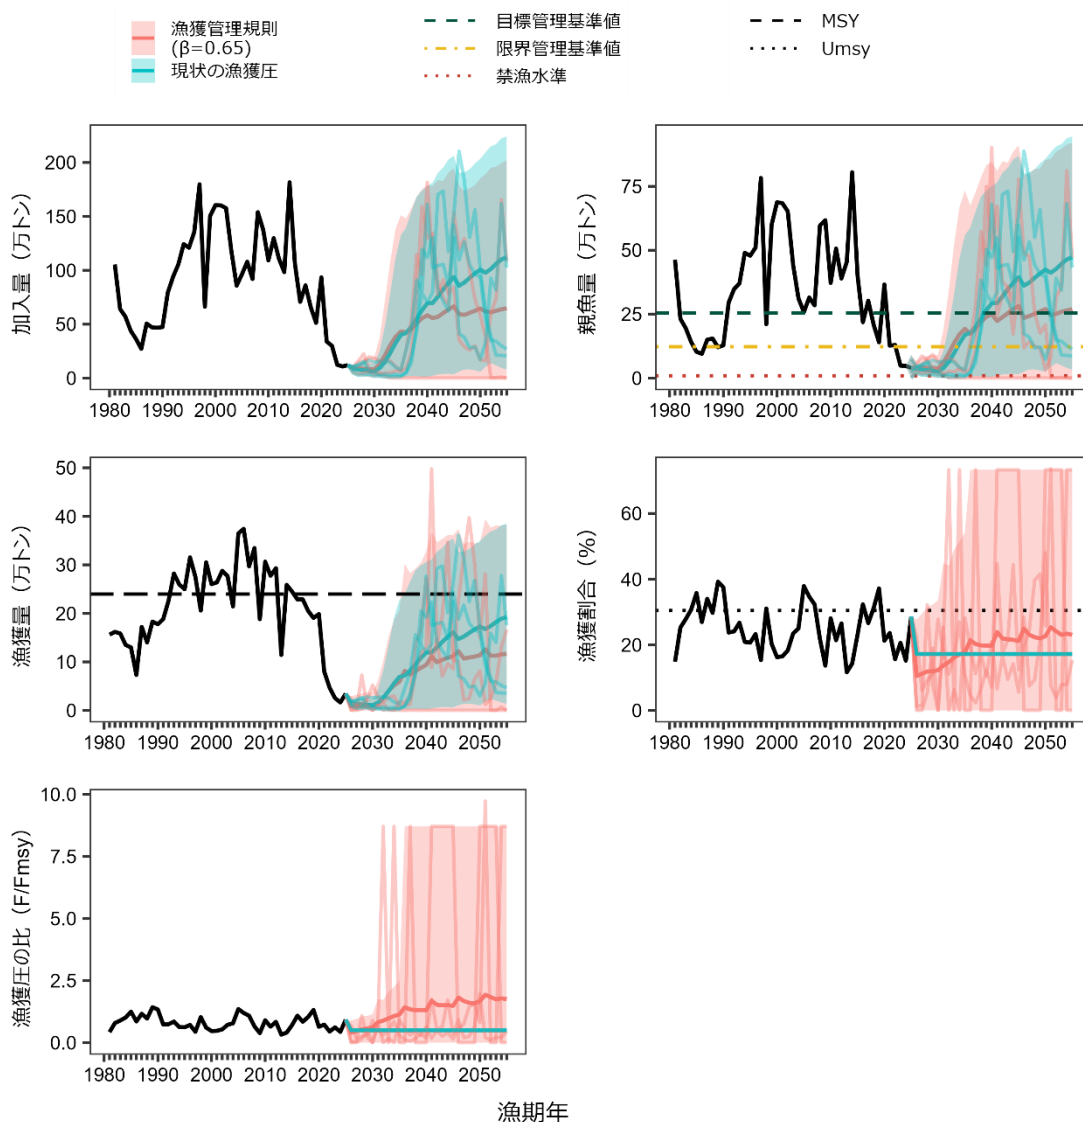 漁獲管理規則
(β=0.65)
現状の漁獲圧
目標管理基準値
限界管理基準値
禁漁水準
MSY
Umsy
加入量（万トン）
200
150
100
50
0
1980 1990 2000 2010 2020 2030 2040 2050
親魚量（万トン）
75
50
25
0
1980 1990 2000 2010 2020 2030 2040 2050
漁獲量（万トン）
50
40
30
20
10
0
1980 1990 2000 2010 2020 2030 2040 2050
漁獲割合（%）
60
40
20
0
1980 1990 2000 2010 2020 2030 2040 2050
漁獲圧の比（F/Fmsy）
10.0
7.5
5.0
2.5
0.0
1980 1990 2000 2010 2020 2030 2040 2050
漁期年